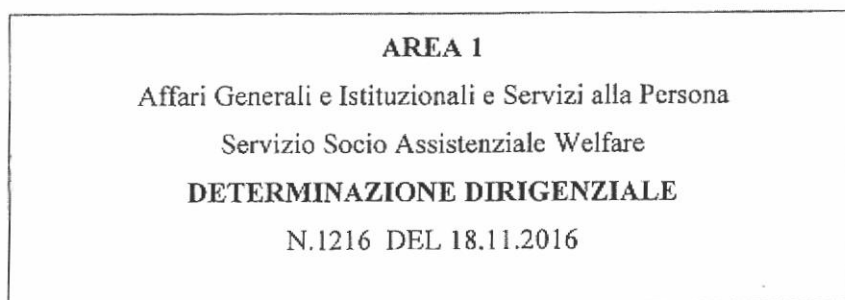 AREA 1
Affari Generali e Istituzionali e Servizi alla Persona
Servizio Socio Assistenziale Welfare
DETERMINAZIONE DIRIGENZIALE
N.1216 DEL 18.11.2016